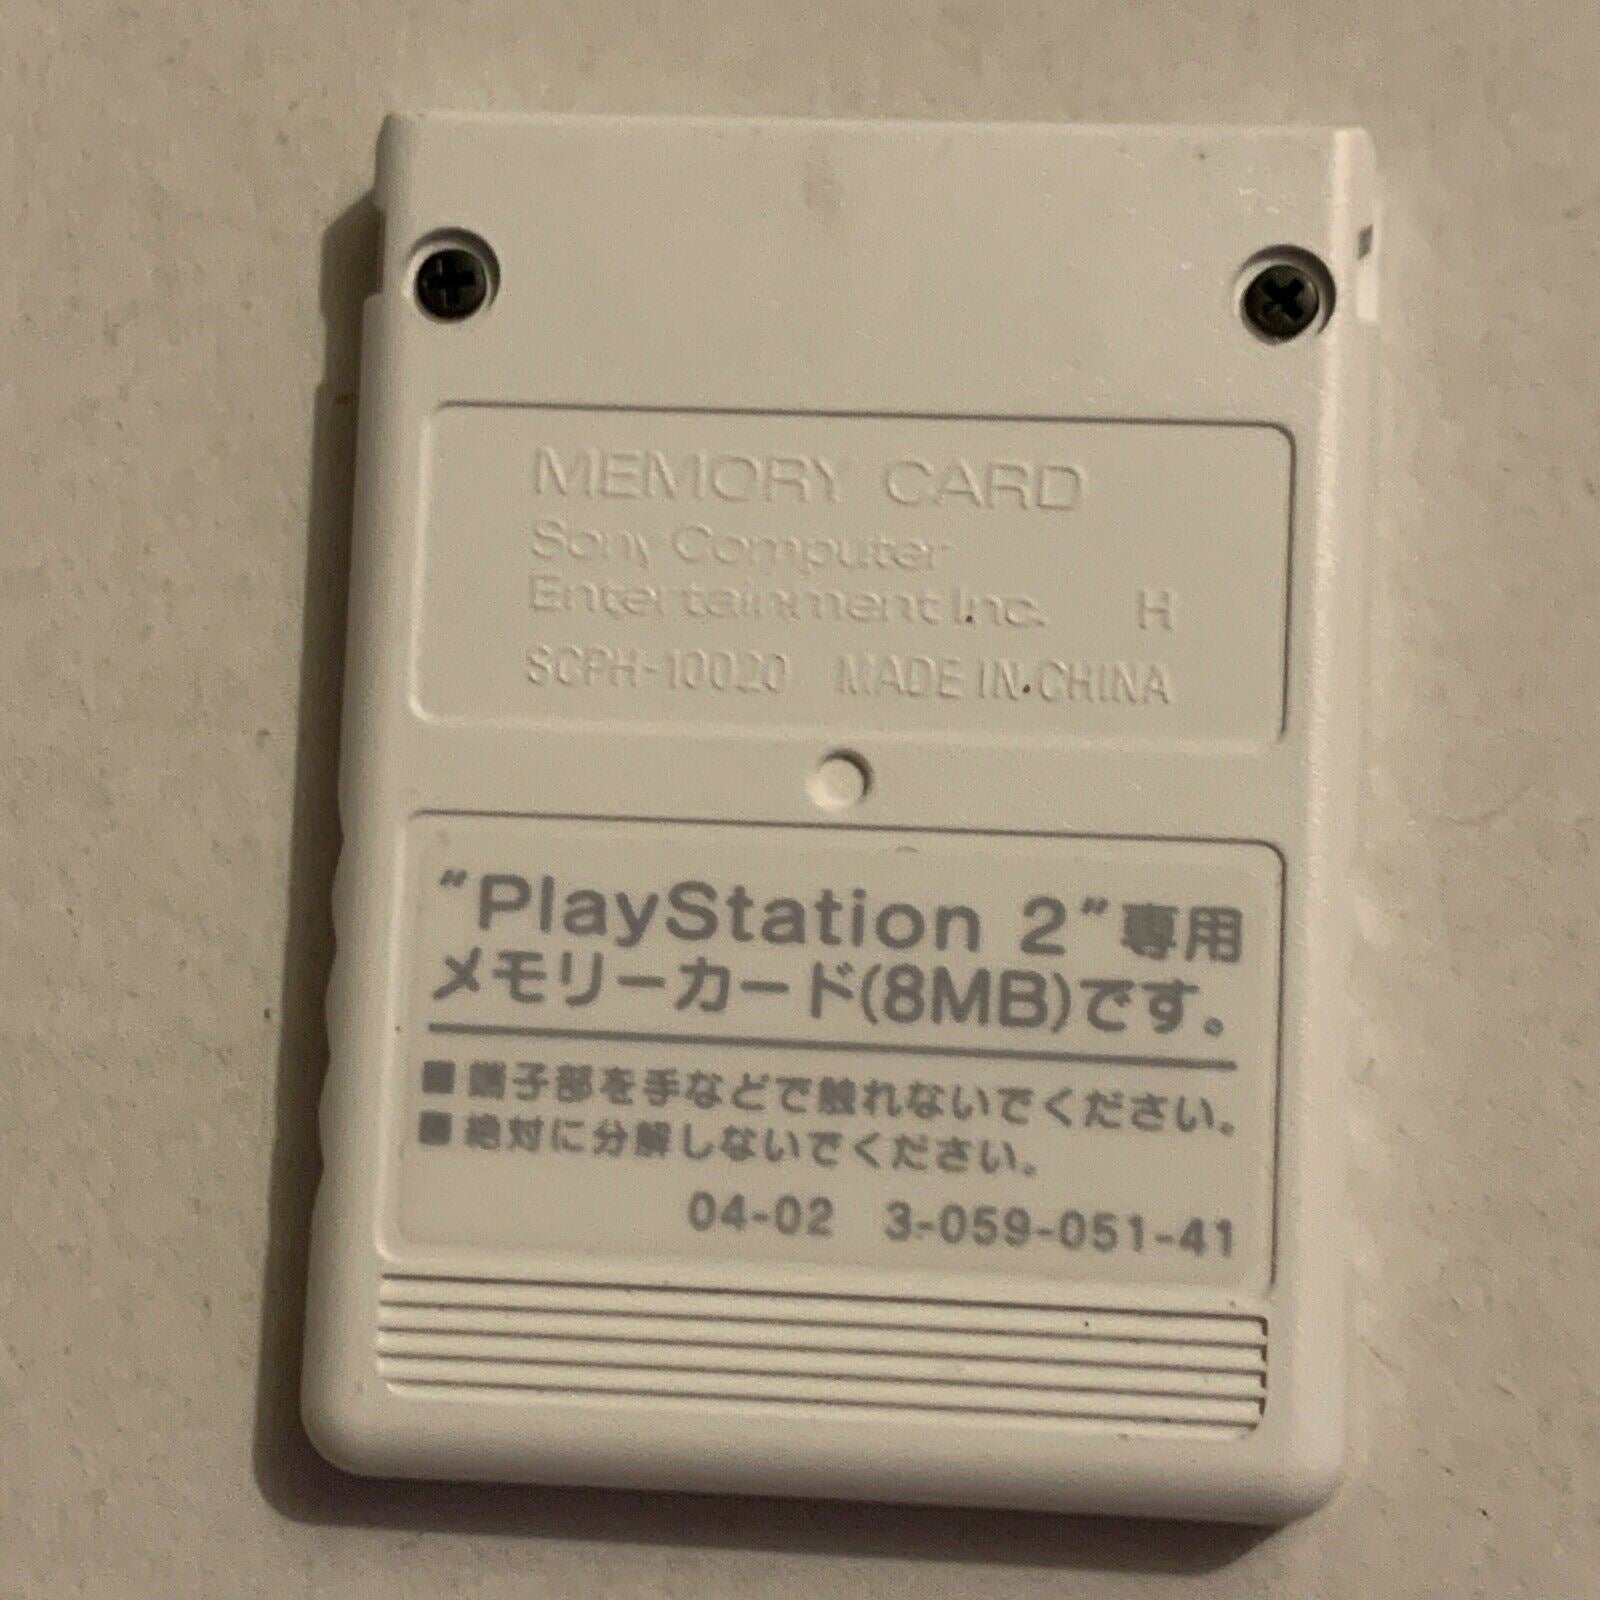 MEMORY CARD
Sony Computer
Entertainment Inc. H
SCPH-10020 MADE IN CHINA
"PlayStation 2"専用
メモリーカード(8MB)です。
■端子部を手などで触れないでください。
■絶対に分解しないでください。
04-02 3-059-051-41